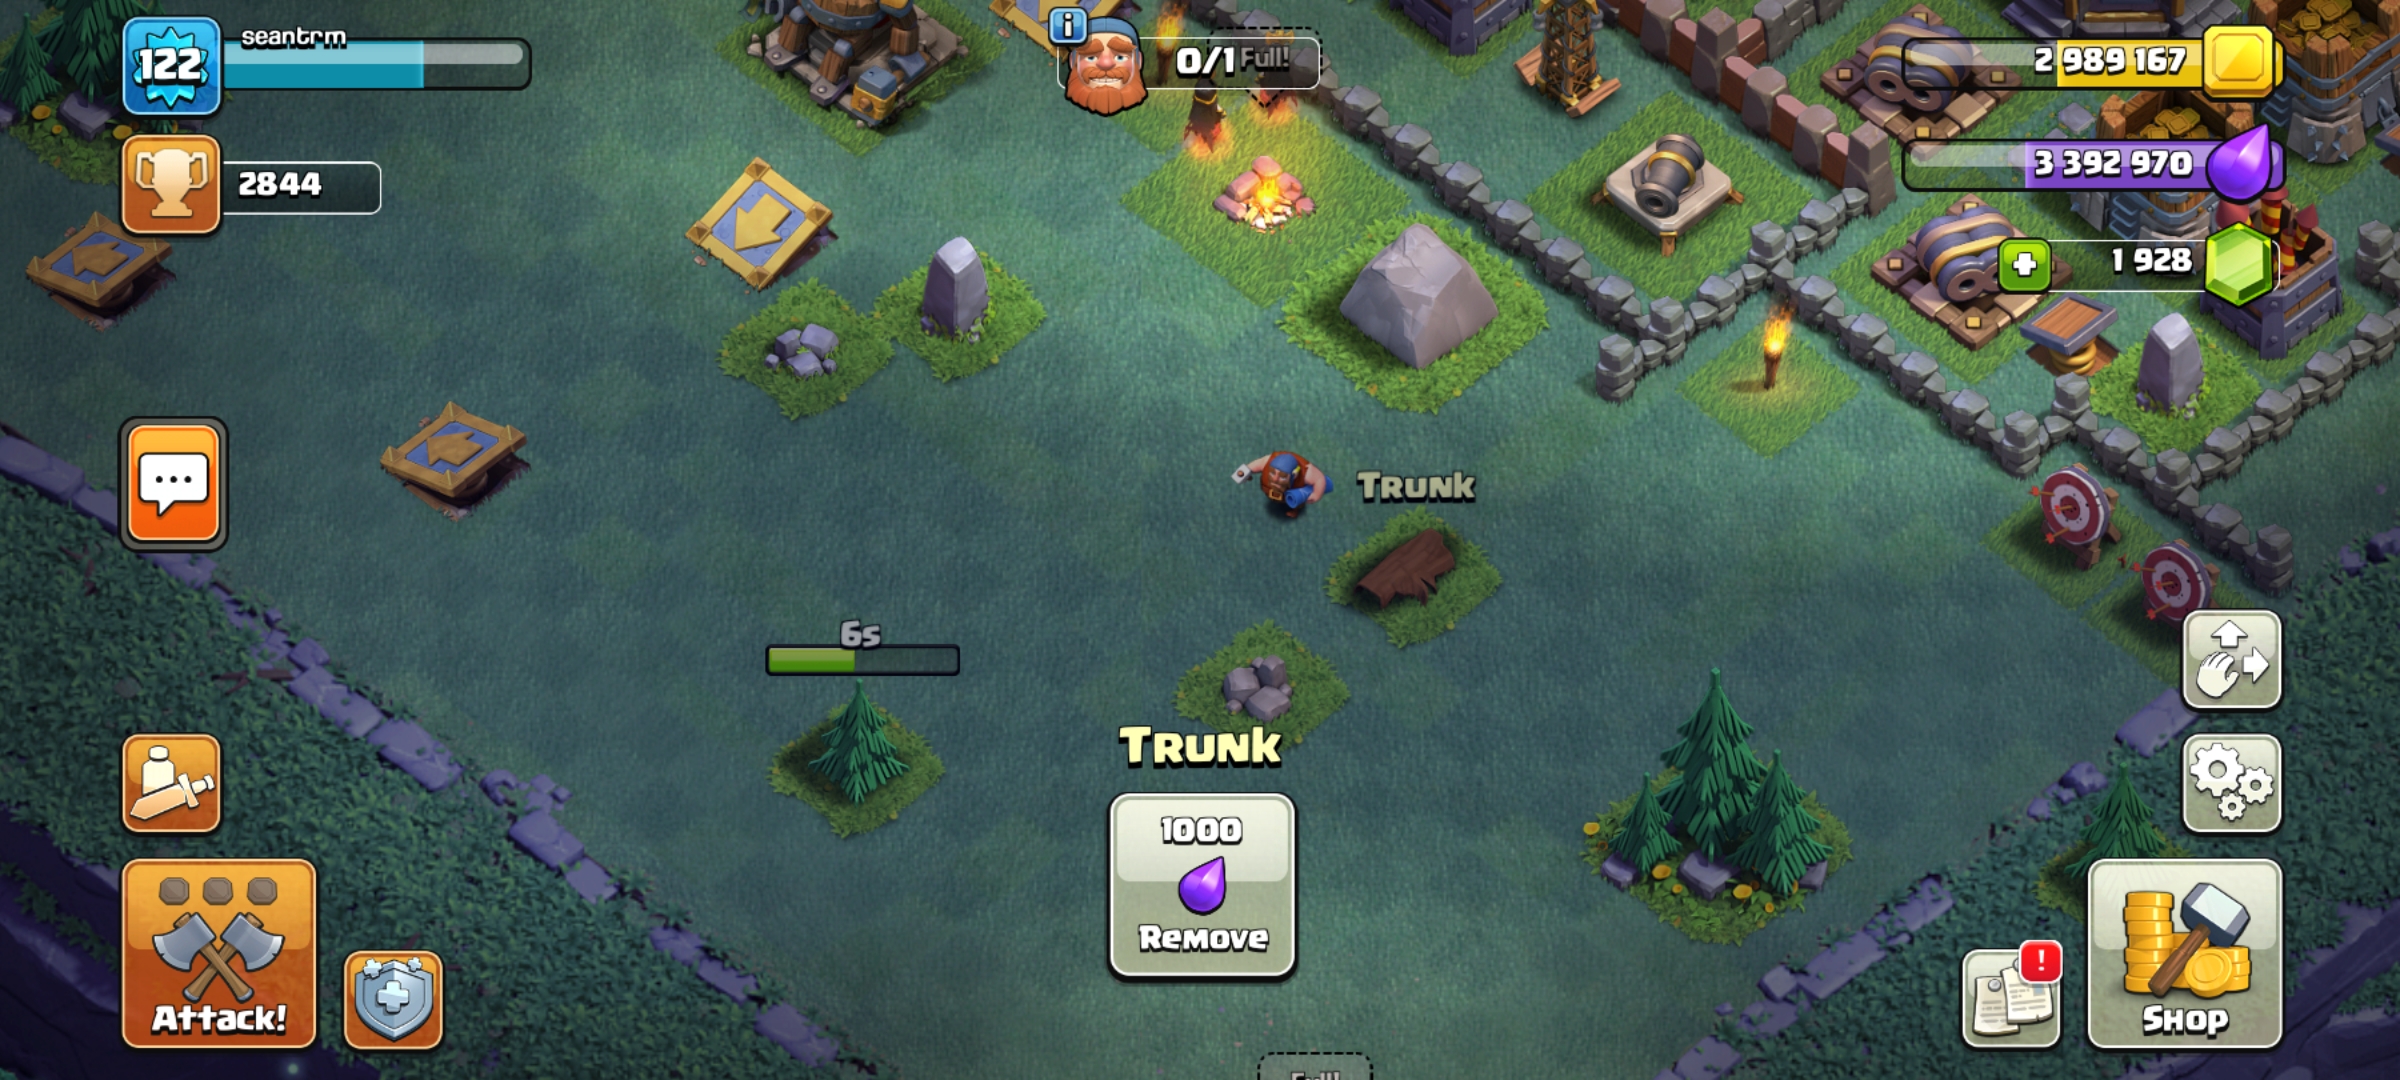 122
seantrm
i
0/1
Full!
2 989 167
2844
3 392 970
1 928
Trunk
6s
Trunk
1000
Remove
Attack!
!
Shop
Full!